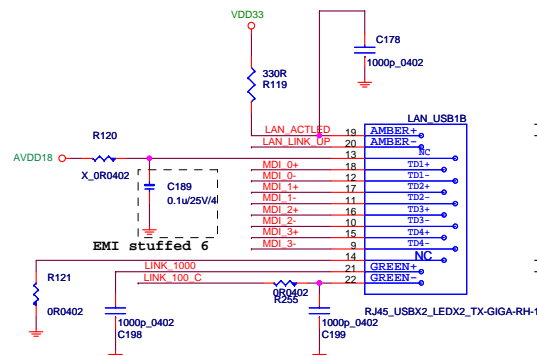 VDD33
C178
1000p_0402
330R
R119
LAN_USB1B
LAN_ACTLED 19 AMBER+
LAN_LINK_UP 20 AMBER-
R120
13 NC
AVDD18
MDI_0+ 18 TD1+
X_0R0402
MDI_0- 12 TD1-
C189
MDI_1+ 17 TD2+
0.1u/25V/4
MDI_1- 11 TD2-
MDI_2+ 16 TD3+
MDI_2- 10 TD3-
MDI_3+ 15 TD4+
EMI stuffed 6
MDI_3- 9 TD4-
14 NC
LINK_1000 21 GREEN+
R121
LINK_100_C 22 GREEN-
0R0402
R255
0R0402
RJ45_USBX2_LEDX2_TX-GIGA-RH-1
1000p_0402
C198
1000p_0402
C199